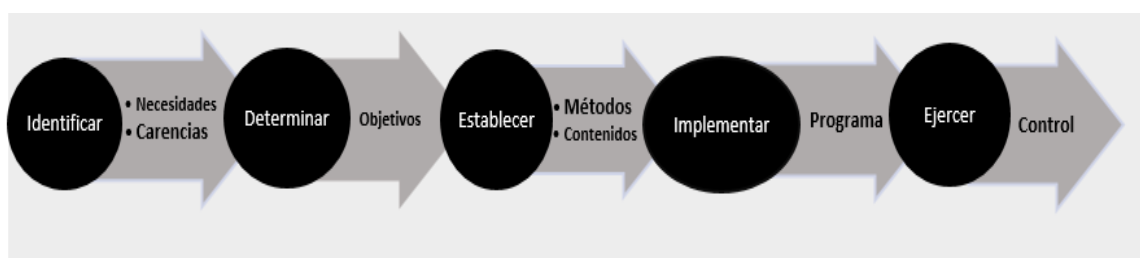 Identificar
• Necesidades
• Carencias
Determinar
Objetivos
Establecer
• Métodos
• Contenidos
Implementar
Programa
Ejercer
Control